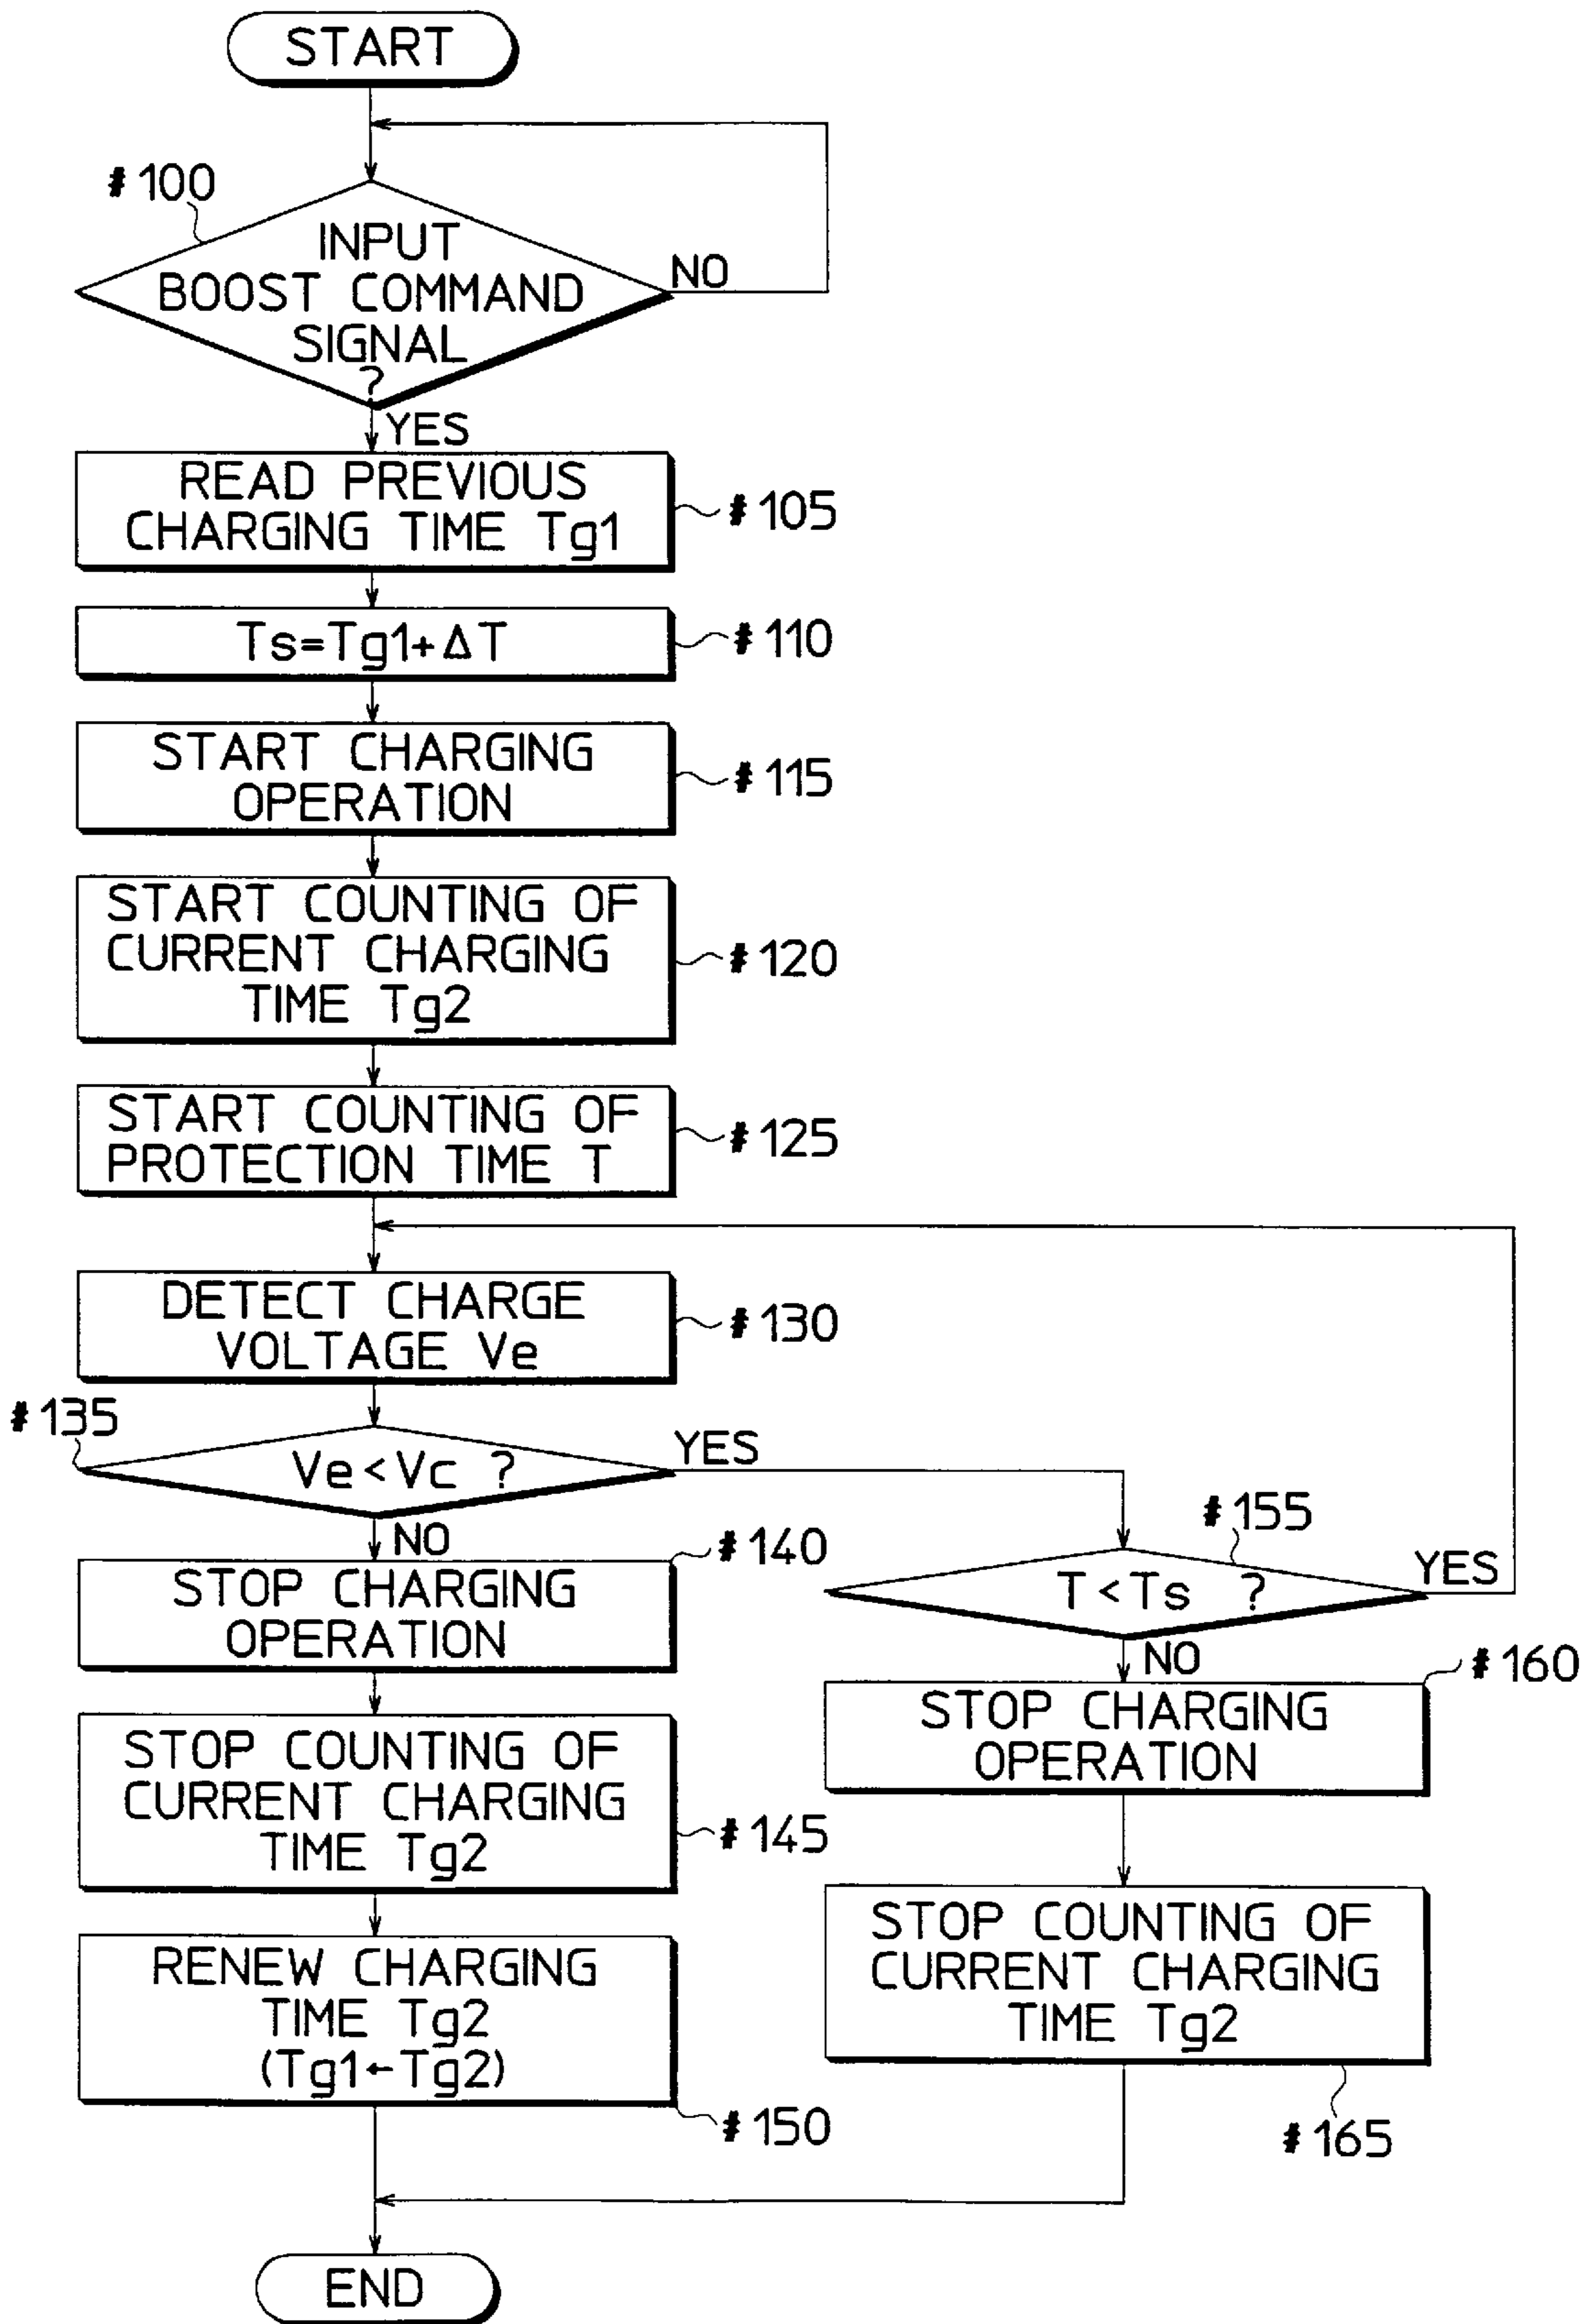 START
#100
INPUT
BOOST COMMAND
SIGNAL
?
NO
YES
READ PREVIOUS
CHARGING TIME Tg1
#105
Ts=Tg1+ΔT
#110
START CHARGING
OPERATION
#115
START COUNTING OF
CURRENT CHARGING
TIME Tg2
#120
START COUNTING OF
PROTECTION TIME T
#125
DETECT CHARGE
VOLTAGE Ve
#130
#135
Ve<Vc ?
YES
NO
#140
STOP CHARGING
OPERATION
STOP COUNTING OF
CURRENT CHARGING
TIME Tg2
#145
RENEW CHARGING
TIME Tg2
(Tg1←Tg2)
#150
#155
T<Ts ?
YES
NO
#160
STOP CHARGING
OPERATION
STOP COUNTING OF
CURRENT CHARGING
TIME Tg2
#165
END